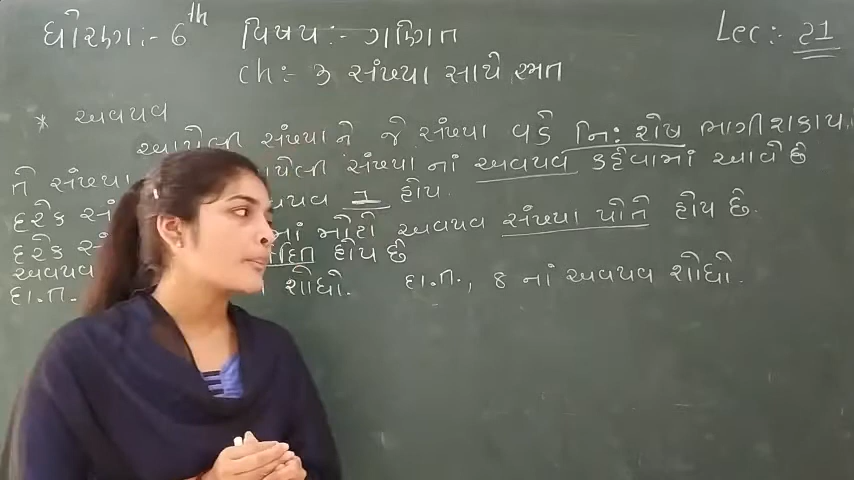 ધોરણ:- 6th વિષય:- ગણિત Lec:- 21
ch:- 3 સંખ્યા સાથે રમત
* અવયવ
આપેલી સંખ્યાને જે સંખ્યા વડે નિ:શેષ ભાગી શકાય,
તે સંખ્યા સંખ્યા નાં અવયવ કહેવામાં આવે છે
દરેક 1 હોય.
દરેક માં મોટો અવયવ સંખ્યા પોતે હોય છે.
અવયવ હોય છે
દા.ત. શોધો. દા.ત., 8 નાં અવયવ શોધો.